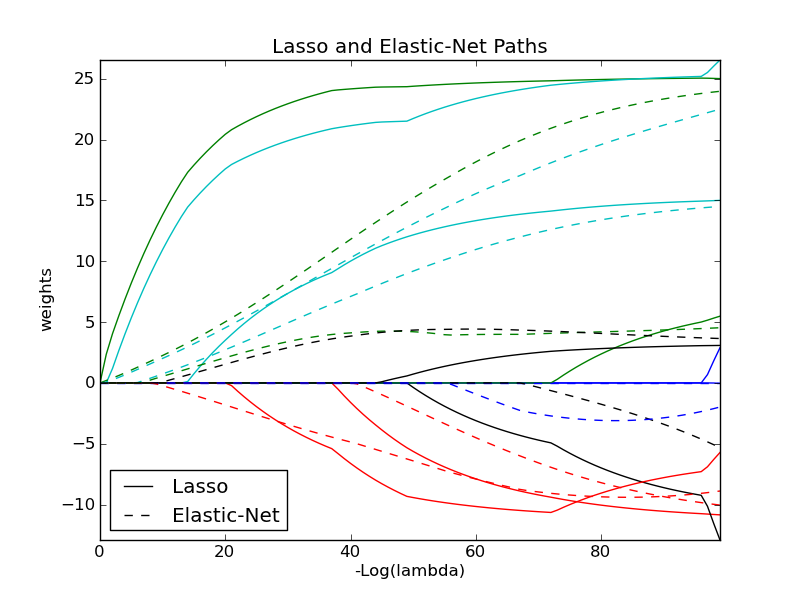 Lasso and Elastic-Net Paths
25
20
15
10
5
0
−5
−10
weights
Lasso
Elastic-Net
0 20 40 60 80
-Log(lambda)